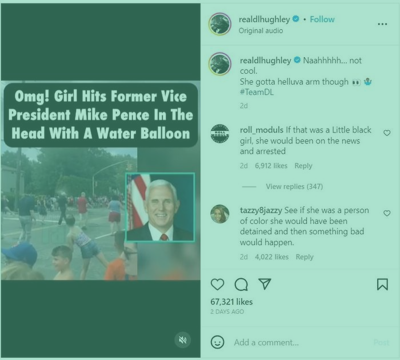 realdlhughley • Follow
Original audio
realdlhughley Naahhhhh... not
cool.
She gotta helluva arm though 👀
#TeamDL
2d
Omg! Girl Hits Former Vice
President Mike Pence In The
Head With A Water Balloon
roll_moduls If that was a Little black
girl, she would been on the news
and arrested
2d 6,912 likes Reply
View replies (347)
tazzy8jazzy See if she was a person
of color she would have been
detained and then something bad
would happen.
2d 4,022 likes Reply
67,321 likes
2 DAYS AGO
Add a comment...
Post